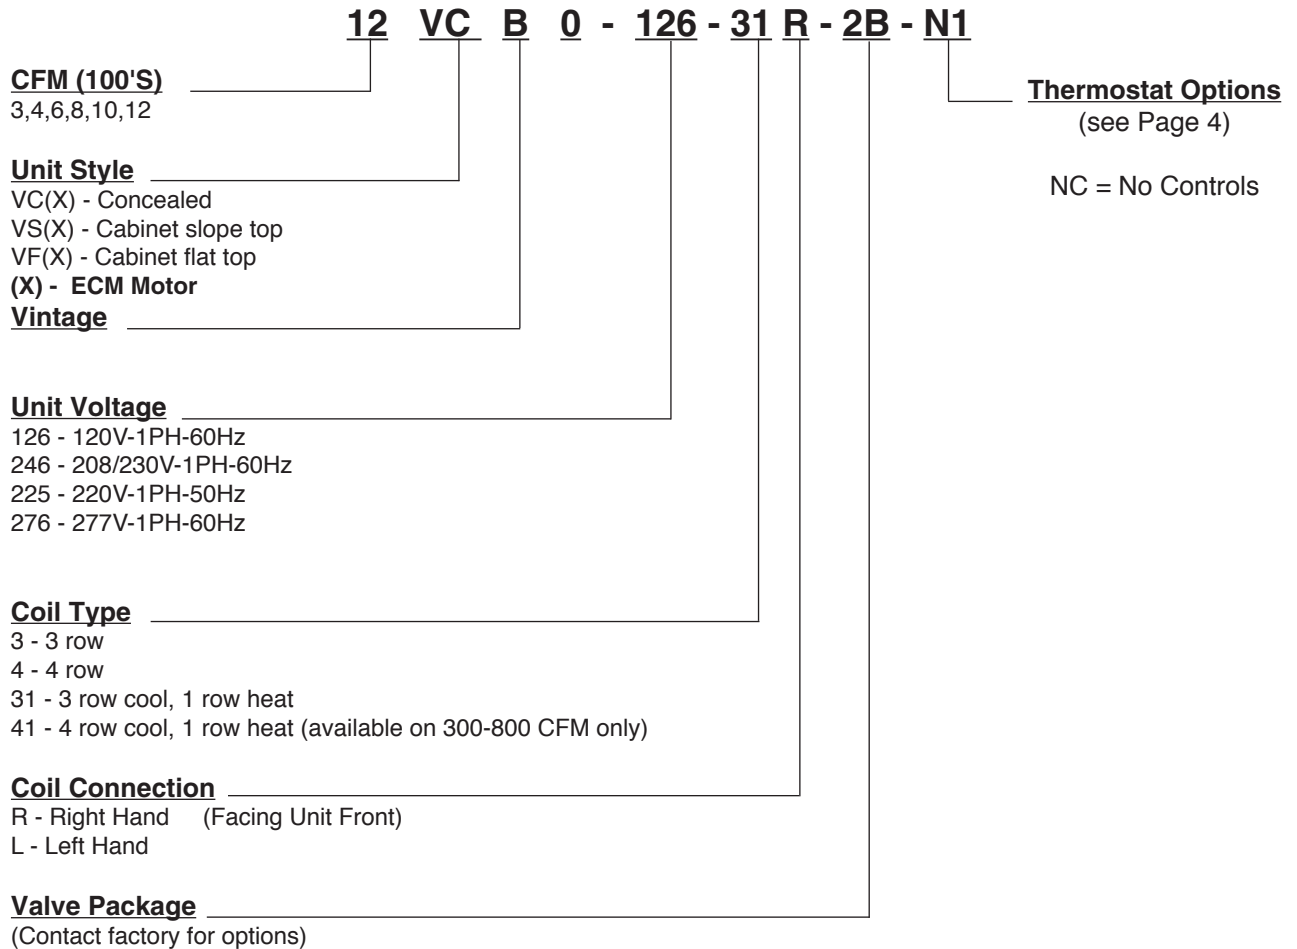 12 VC B 0 - 126 - 31 R - 2B - N1
CFM (100'S)
3,4,6,8,10,12
Thermostat Options
(see Page 4)
NC = No Controls
Unit Style
VC(X) - Concealed
VS(X) - Cabinet slope top
VF(X) - Cabinet flat top
(X) - ECM Motor
Vintage
Unit Voltage
126 - 120V-1PH-60Hz
246 - 208/230V-1PH-60Hz
225 - 220V-1PH-50Hz
276 - 277V-1PH-60Hz
Coil Type
3 - 3 row
4 - 4 row
31 - 3 row cool, 1 row heat
41 - 4 row cool, 1 row heat (available on 300-800 CFM only)
Coil Connection
R - Right Hand (Facing Unit Front)
L - Left Hand
Valve Package
(Contact factory for options)